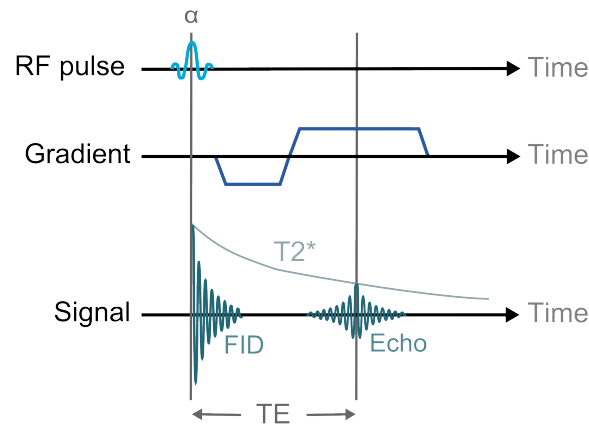 α
RF pulse
Time
Gradient
Time
T2*
Signal
Time
FID
Echo
TE